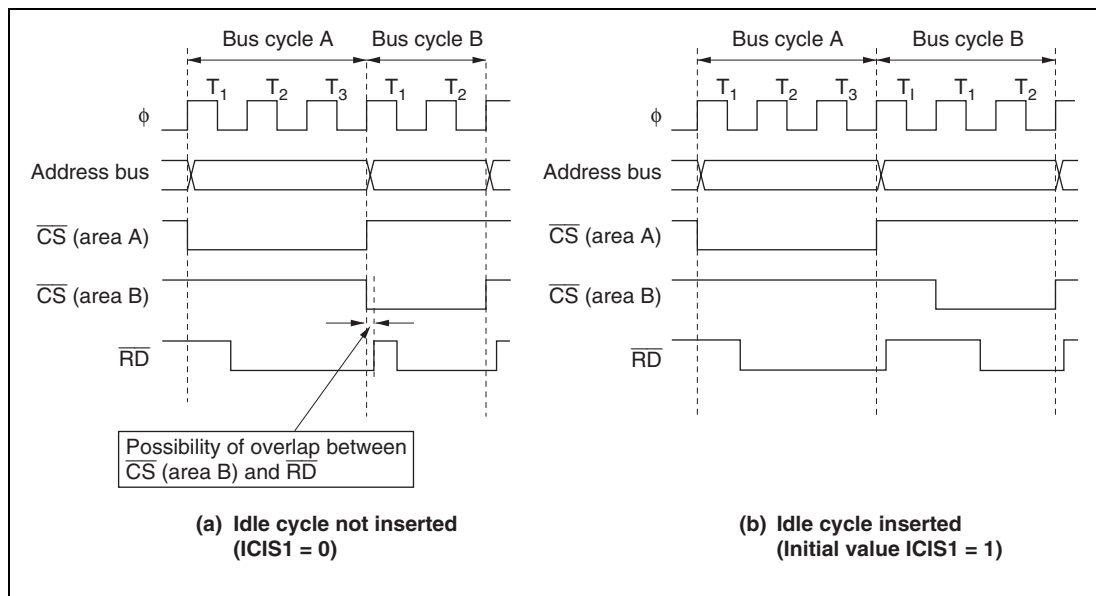 Bus cycle A Bus cycle B
T1 T2 T3 T1 T2
φ
Address bus
CS (area A)
CS (area B)
RD
Possibility of overlap between
CS (area B) and RD
(a) Idle cycle not inserted
(ICIS1 = 0)
Bus cycle A Bus cycle B
T1 T2 T3 TI T1 T2
φ
Address bus
CS (area A)
CS (area B)
RD
(b) Idle cycle inserted
(Initial value ICIS1 = 1)